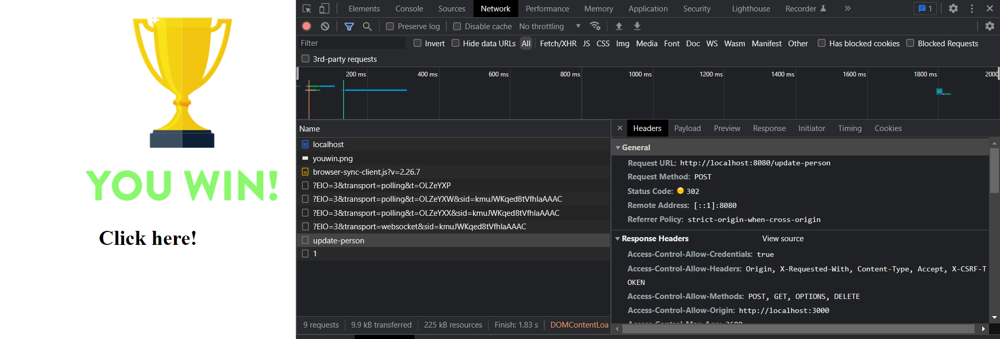 YOU WIN!
Click here!
Elements Console Sources Network Performance Memory Application Security Lighthouse Recorder 1
Preserve log Disable cache No throttling
Filter Invert Hide data URLs All Fetch/XHR JS CSS Img Media Font Doc WS Wasm Manifest Other Has blocked cookies Blocked Requests
3rd-party requests
200 ms 400 ms 600 ms 800 ms 1000 ms 1200 ms 1400 ms 1600 ms 1800 ms 2000
Name
localhost
youwin.png
browser-sync-client.js?v=2.26.7
?EIO=3&transport=polling&t=OLZeYXP
?EIO=3&transport=polling&t=OLZeYXW&sid=kmuJWKqed8tVfhlaAAAC
?EIO=3&transport=polling&t=OLZeYXX&sid=kmuJWKqed8tVfhlaAAAC
?EIO=3&transport=websocket&sid=kmuJWKqed8tVfhlaAAAC
update-person
1
9 requests 9.9 kB transferred 225 kB resources Finish: 1.83 s DOMContentLoa
Headers Payload Preview Response Initiator Timing Cookies
General
Request URL: http://localhost:8080/update-person
Request Method: POST
Status Code: 302
Remote Address: [::1]:8080
Referrer Policy: strict-origin-when-cross-origin
Response Headers View source
Access-Control-Allow-Credentials: true
Access-Control-Allow-Headers: Origin, X-Requested-With, Content-Type, Accept, X-CSRF-T
OKEN
Access-Control-Allow-Methods: POST, GET, OPTIONS, DELETE
Access-Control-Allow-Origin: http://localhost:3000
Access-Control-Max-Age: 3600